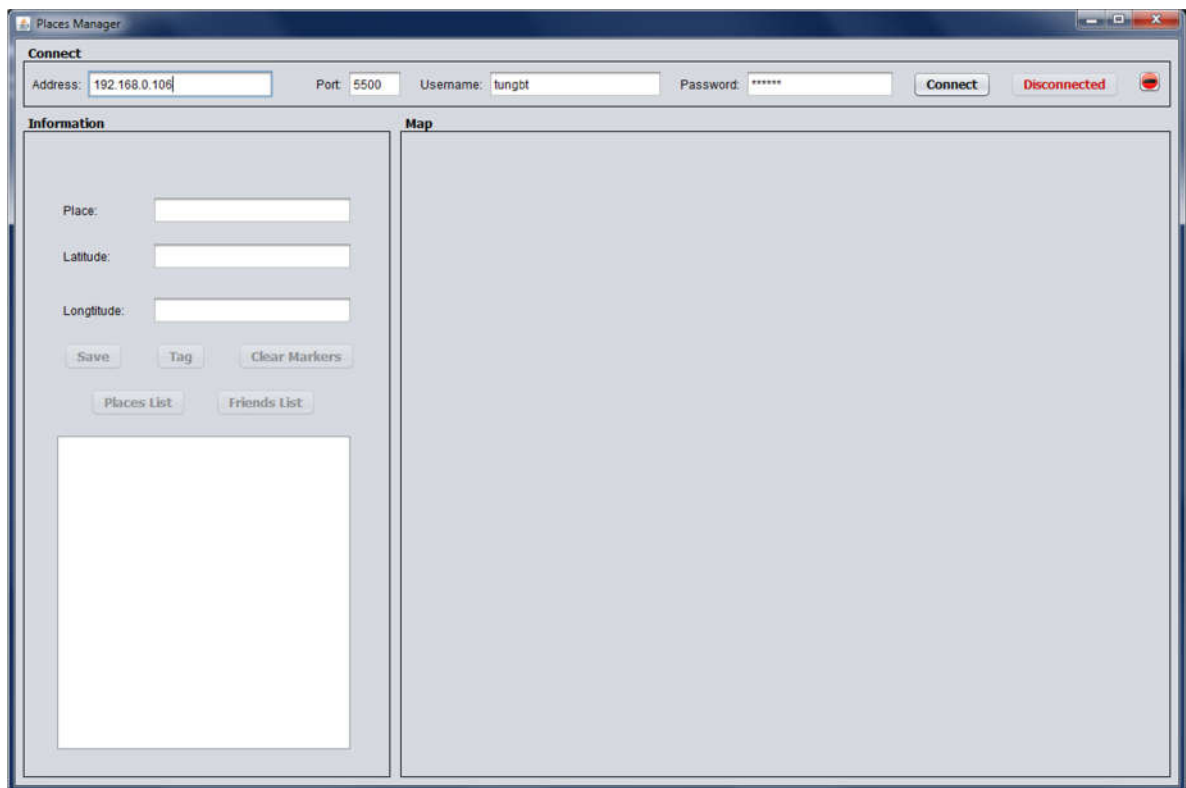 Places Manager
Connect
Address: 192.168.0.106 Port: 5500 Username: tungbt Password: ****** Connect Disconnected
Information Map
Place:
Latitude:
Longtitude:
Save Tag Clear Markers
Places List Friends List